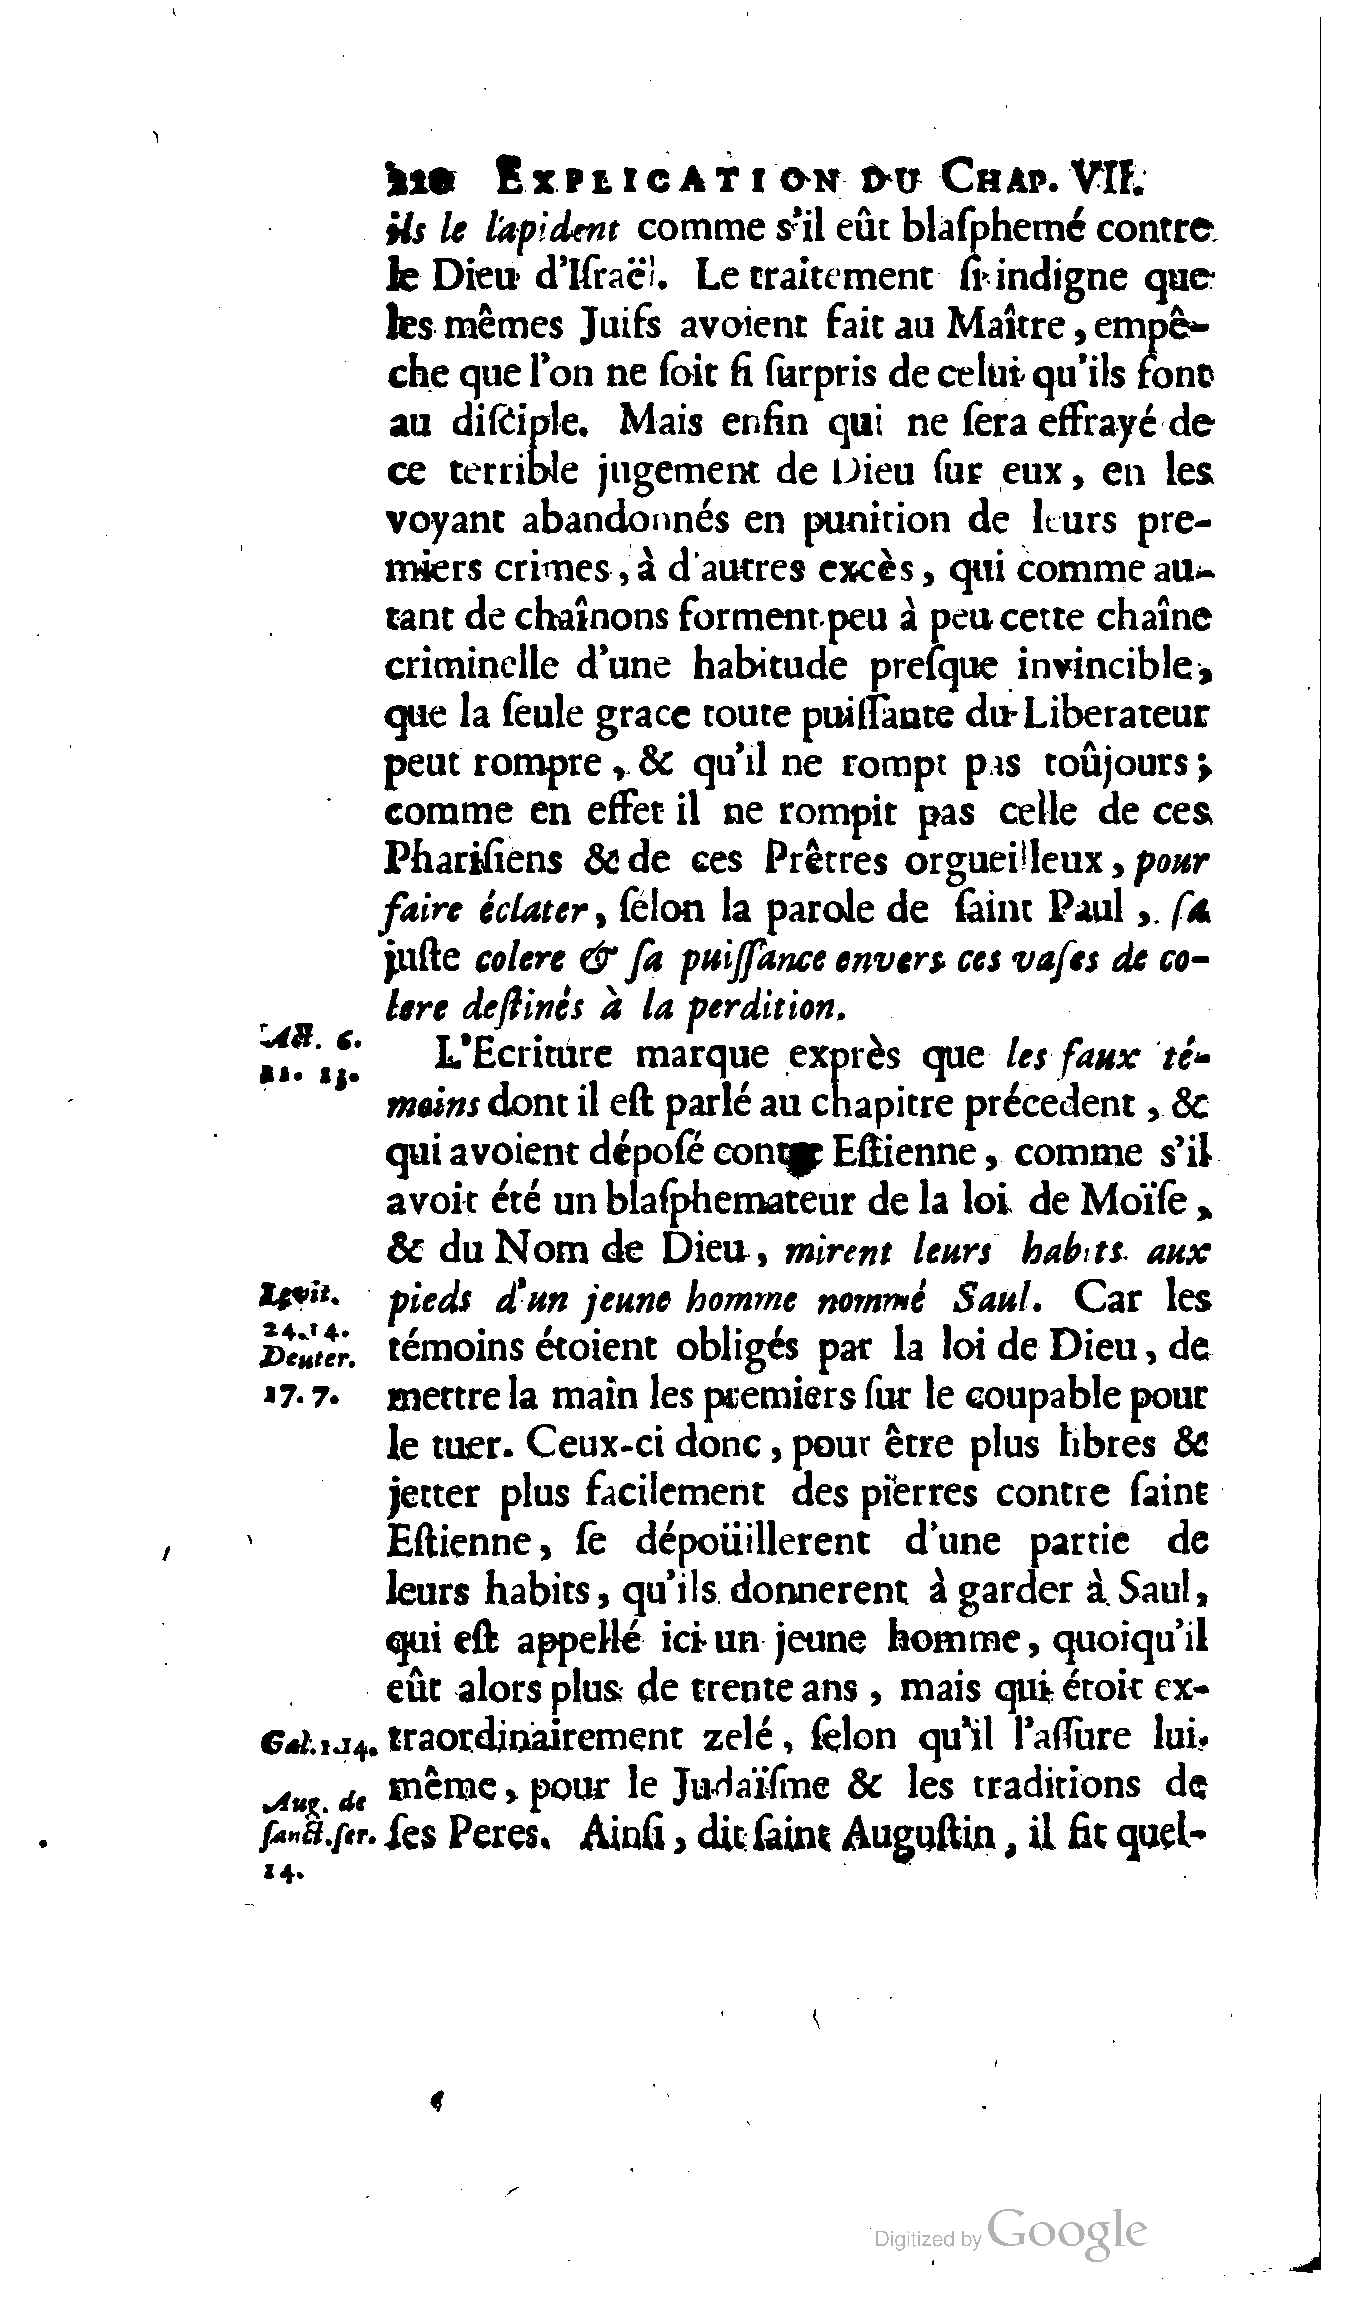 210 EXPLICATION DU CHAP. VII.
ils le lapident comme s'il eût blaſphemé contre
le Dieu d'Iſraël. Le traitement ſi indigne que
les mêmes Juifs avoient fait au Maître, empê-
che que l'on ne ſoit ſi ſurpris de celui qu'ils font
au diſciple. Mais enfin qui ne ſera effrayé de
ce terrible jugement de Dieu ſur eux, en les
voyant abandonnés en punition de leurs pre-
miers crimes, à d'autres excès, qui comme au-
tant de chaînons forment peu à peu cette chaîne
criminelle d'une habitude preſque invincible,
que la ſeule grace toute puiſſante du Liberateur
peut rompre, & qu'il ne rompt pas toûjours;
comme en effet il ne rompit pas celle de ces
Phariſiens & de ces Prêtres orgueilleux, pour
faire éclater, ſelon la parole de ſaint Paul, ſa
juſte colere & ſa puiſſance envers ces vaſes de co-
lere deſtinés à la perdition.
Act. 6.
11. 13.
L'Ecriture marque exprès que les faux té-
moins dont il eſt parlé au chapitre précedent, &
qui avoient dépoſé contre Eſtienne, comme s'il
avoit été un blaſphemateur de la loi de Moïſe,
& du Nom de Dieu, mirent leurs habits aux
Levit.
24. 14.
Deuter.
17. 7.
pieds d'un jeune homme nommé Saul. Car les
témoins étoient obligés par la loi de Dieu, de
mettre la main les premiers ſur le coupable pour
le tuer. Ceux-ci donc, pour être plus libres &
jetter plus facilement des pierres contre ſaint
Eſtienne, ſe dépoüillerent d'une partie de
leurs habits, qu'ils donnerent à garder à Saul,
qui eſt appellé ici un jeune homme, quoiqu'il
eût alors plus de trente ans, mais qui étoit ex-
Gal. 1. 14.
traordinairement zelé, ſelon qu'il l'aſſure lui-
même, pour le Judaïſme & les traditions de
Aug. de
ſanct. ſer.
14.
ſes Peres. Ainſi, dit ſaint Auguſtin, il fit quel-
Digitized by Google